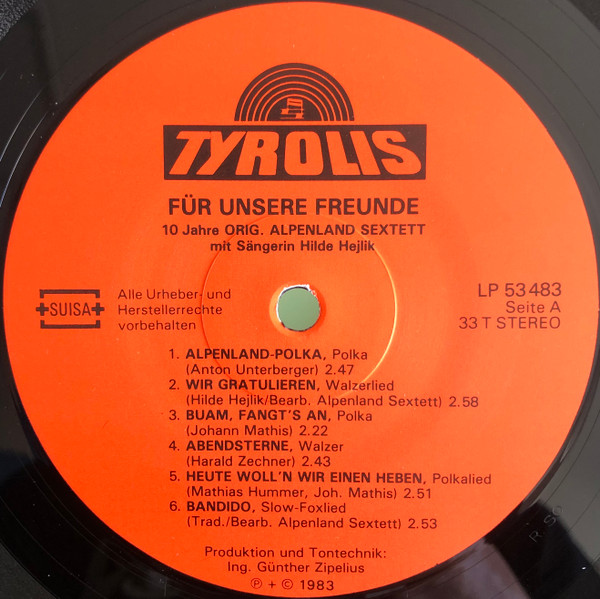 TYROLIS
FÜR UNSERE FREUNDE
10 Jahre ORIG. ALPENLAND SEXTETT
mit Sängerin Hilde Hejlik
SUISA
Alle Urheber- und
Herstellerrechte
vorbehalten
LP 53 483
Seite A
33 T STEREO
1. ALPENLAND-POLKA, Polka
(Anton Unterberger) 2.47
2. WIR GRATULIEREN, Walzerlied
(Hilde Hejlik/Bearb. Alpenland Sextett) 2.58
3. BUAM, FANGT'S AN, Polka
(Johann Mathis) 2.22
4. ABENDSTERNE, Walzer
(Harald Zechner) 2.43
5. HEUTE WOLL'N WIR EINEN HEBEN, Polkalied
(Mathias Hummer, Joh. Mathis) 2.51
6. BANDIDO, Slow-Foxlied
(Trad./Bearb. Alpenland Sextett) 2.53
Produktion und Tontechnik:
Ing. Günther Zipelius
℗ + © 1983